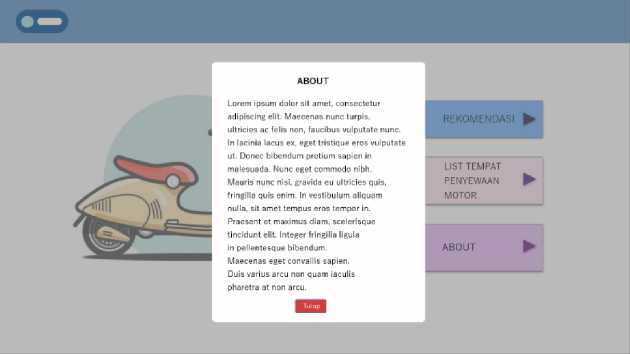 ABOUT
Lorem ipsum dolor sit amet, consectetur
adipiscing elit. Maecenas nunc turpis,
ultricies ac felis non, faucibus vulputate nunc.
In lacinia lacus ex, eget tristique eros vulputate
ut. Donec bibendum pretium sapien in
malesuada. Nunc eget commodo nibh.
Mauris nunc nisi, gravida eu ultricies quis,
fringilla quis enim. In vestibulum aliquam
nulla, sit amet tempus eros tempor in.
Praesent et maximus diam, scelerisque
tincidunt elit. Integer fringilla ligula
in pellentesque bibendum.
Maecenas eget convallis sapien.
Duis varius arcu non quam iaculis
pharetra at non arcu.
Tutup
REKOMENDASI
LIST TEMPAT
PENYEWAAN
MOTOR
ABOUT